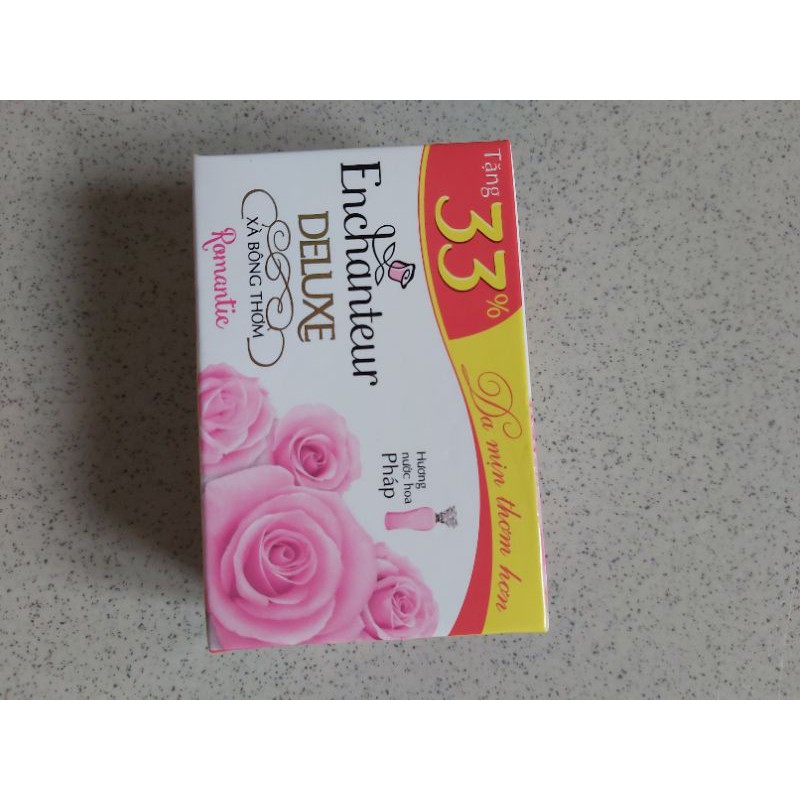 Tặng
33%
Da mịn thơm hơn
Enchanteur
DELUXE
XÀ BÔNG THƠM
Romantic
Hương
nước hoa
Pháp